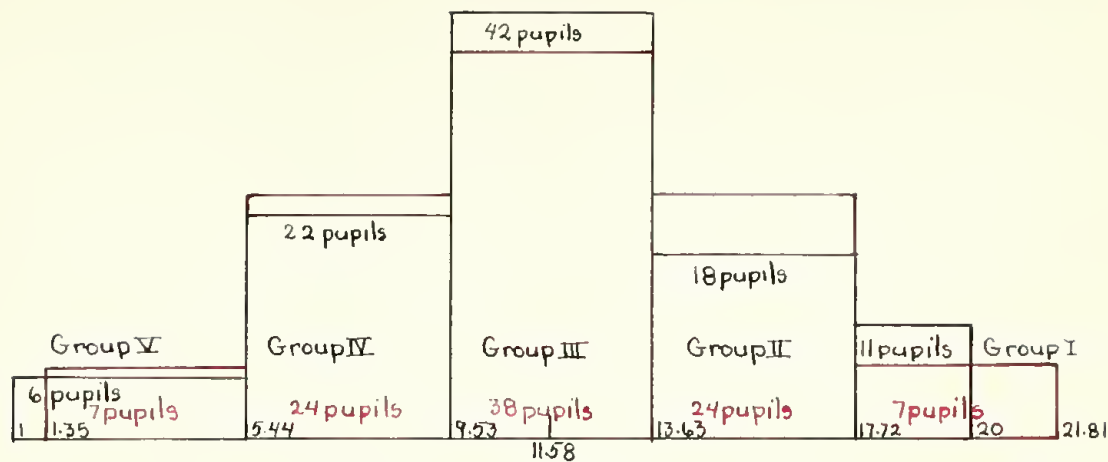 42 pupils
22 pupils
18 pupils
Group V Group IV Group III Group II 11 pupils Group I
6 pupils
7 pupils 24 pupils 38 pupils 24 pupils 7 pupils
1 1.35 5.44 9.53 13.63 17.72 20 21.81
11.58